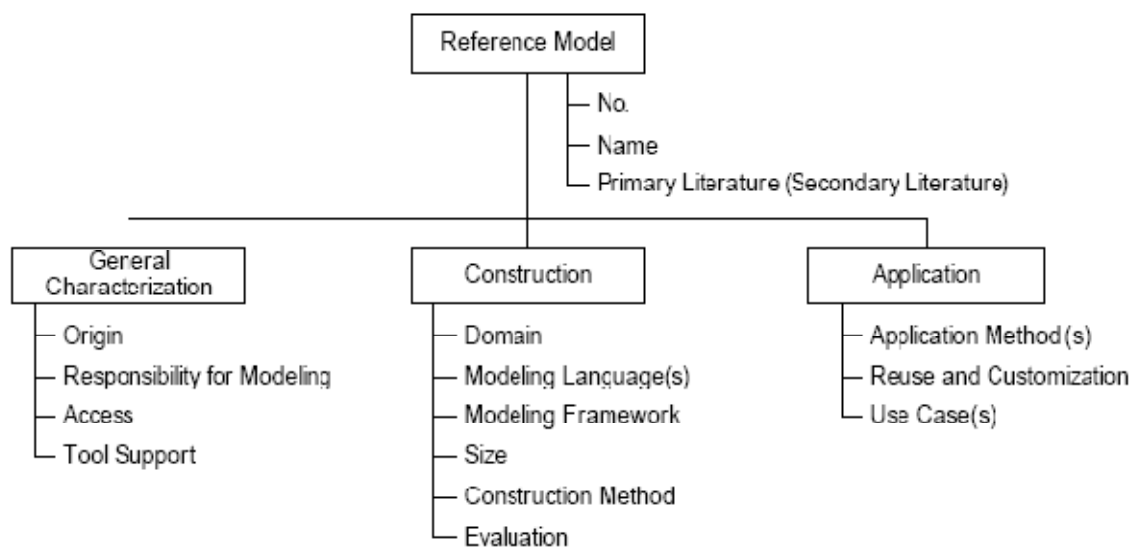 Reference Model
No.
Name
Primary Literature (Secondary Literature)
General
Characterization
Origin
Responsibility for Modeling
Access
Tool Support
Construction
Domain
Modeling Language(s)
Modeling Framework
Size
Construction Method
Evaluation
Application
Application Method(s)
Reuse and Customization
Use Case(s)